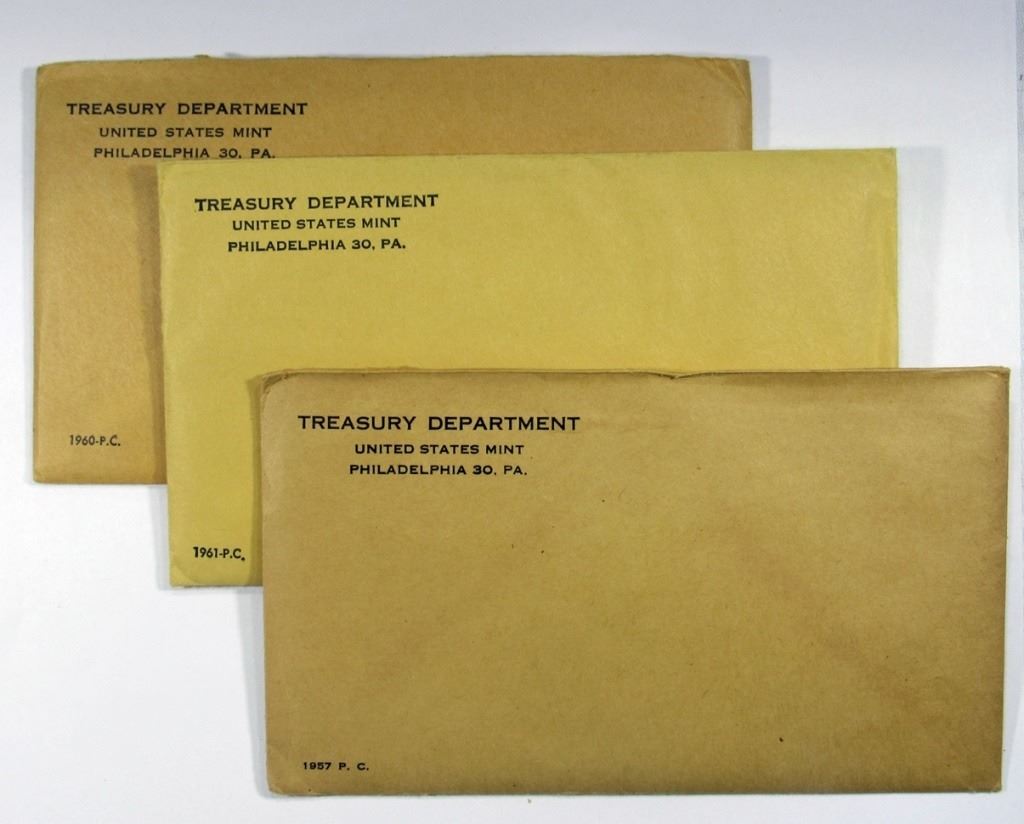 TREASURY DEPARTMENT
UNITED STATES MINT
PHILADELPHIA 30, PA.
1960-P.C.
TREASURY DEPARTMENT
UNITED STATES MINT
PHILADELPHIA 30, PA.
1961-P.C.
TREASURY DEPARTMENT
UNITED STATES MINT
PHILADELPHIA 30, PA.
1957 P. C.